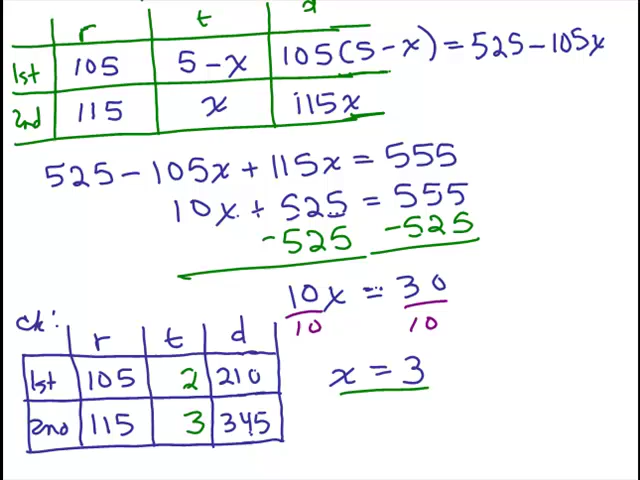 r t d
1st 105 5-x 105(5-x) = 525-105x
2nd 115 x 115x
525-105x+115x = 555
10x + 525 = 555
-525 -525
10x = 30
10 10
x = 3
ck:
r t d
1st 105 2 210
2nd 115 3 345